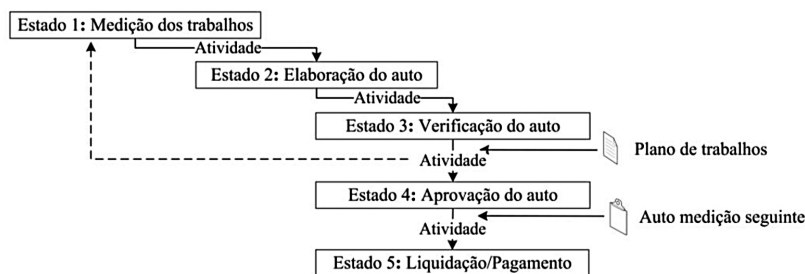 Estado 1: Medição dos trabalhos
Atividade
Estado 2: Elaboração do auto
Atividade
Estado 3: Verificação do auto
Atividade
Plano de trabalhos
Estado 4: Aprovação do auto
Atividade
Auto medição seguinte
Estado 5: Liquidação/Pagamento